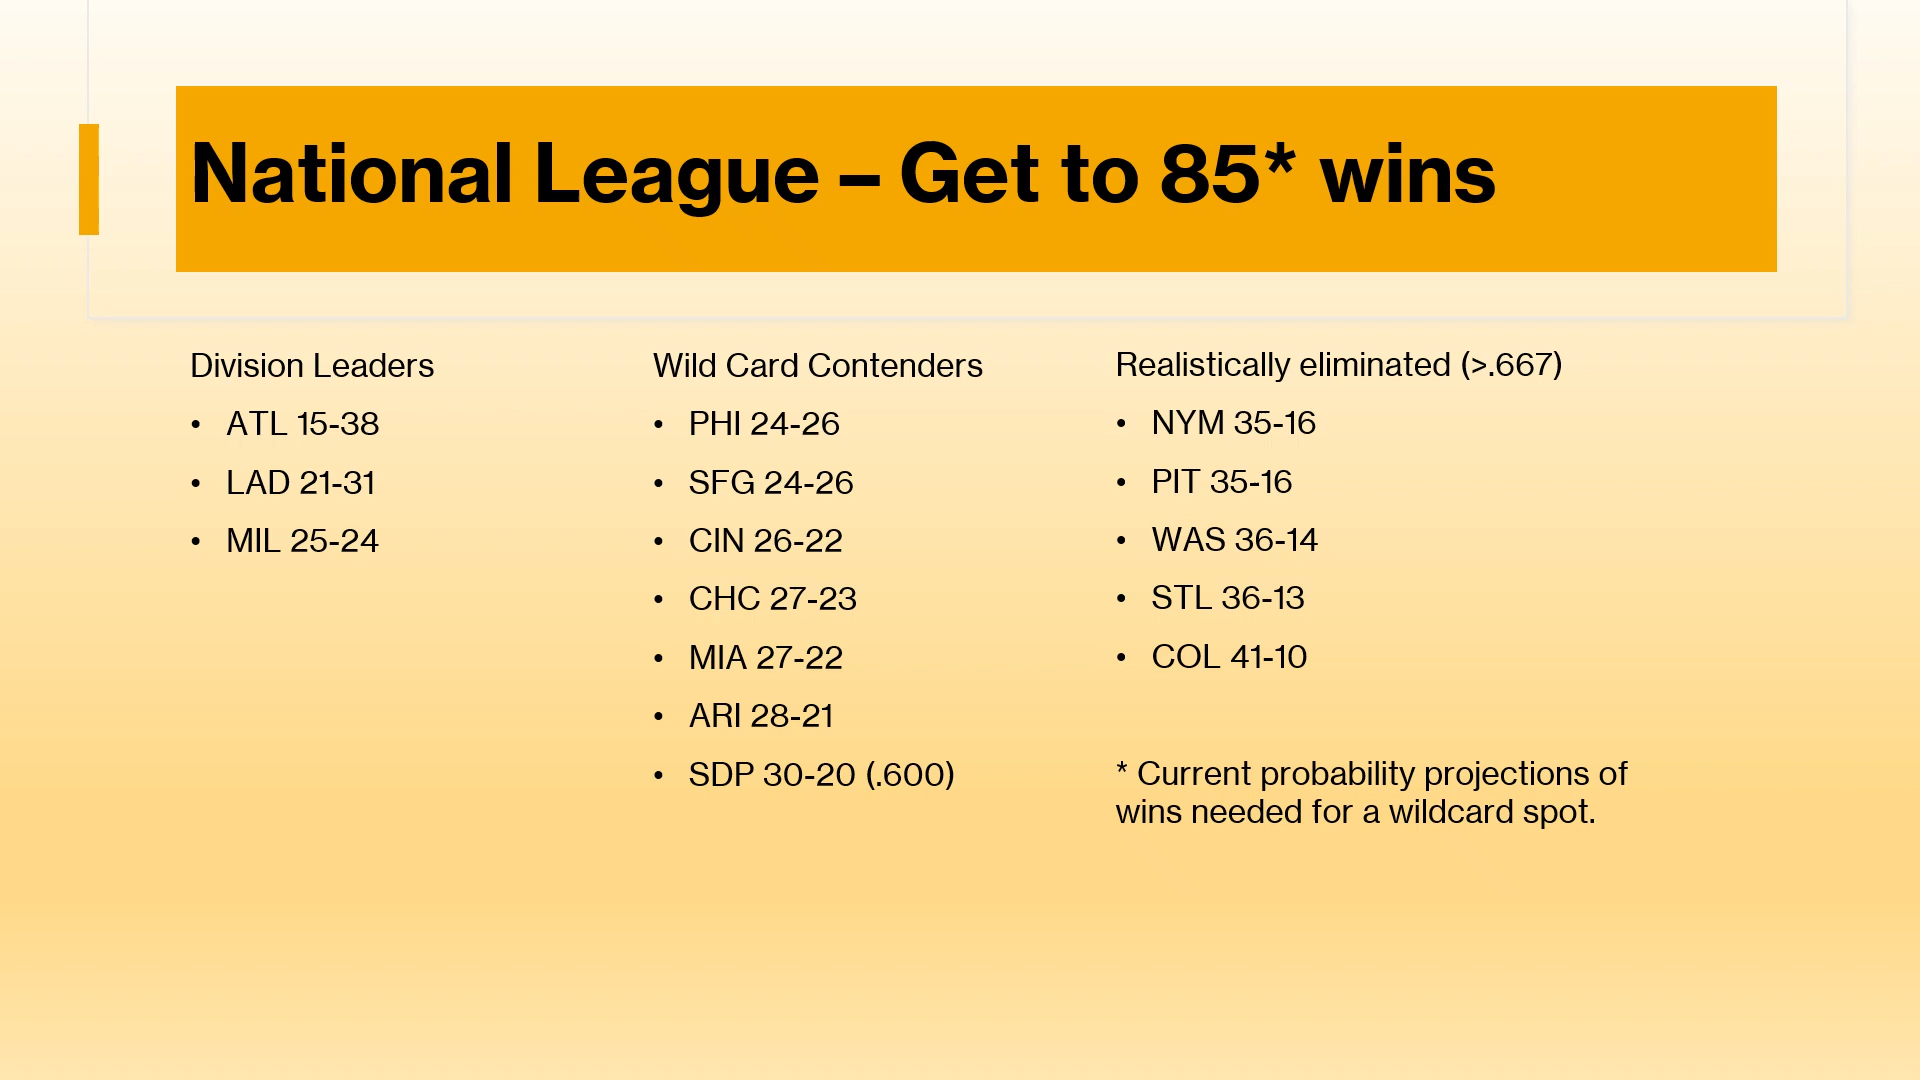 National League – Get to 85* wins
Division Leaders
• ATL 15-38
• LAD 21-31
• MIL 25-24
Wild Card Contenders
• PHI 24-26
• SFG 24-26
• CIN 26-22
• CHC 27-23
• MIA 27-22
• ARI 28-21
• SDP 30-20 (.600)
Realistically eliminated (>.667)
• NYM 35-16
• PIT 35-16
• WAS 36-14
• STL 36-13
• COL 41-10
* Current probability projections of
wins needed for a wildcard spot.